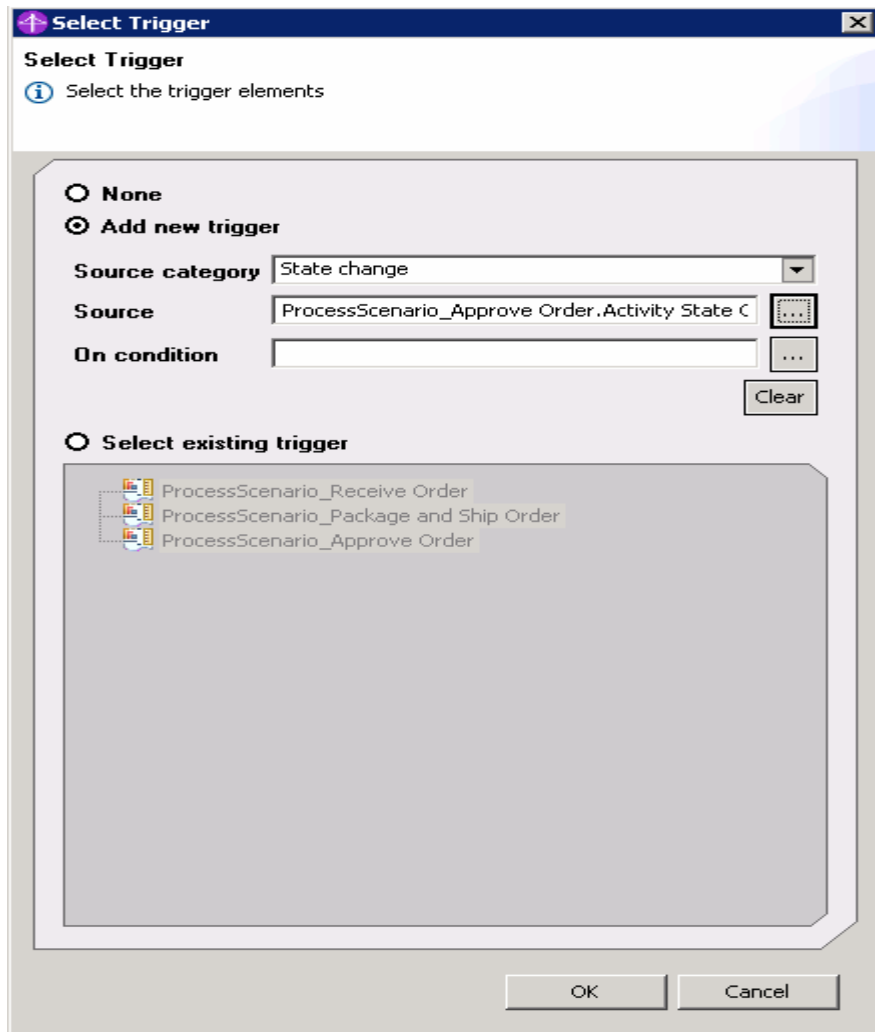 Select Trigger
Select Trigger
Select the trigger elements
None
Add new trigger
Source category State change
Source ProcessScenario_Approve Order.Activity State C ...
On condition ...
Clear
Select existing trigger
ProcessScenario_Receive Order
ProcessScenario_Package and Ship Order
ProcessScenario_Approve Order
OK Cancel